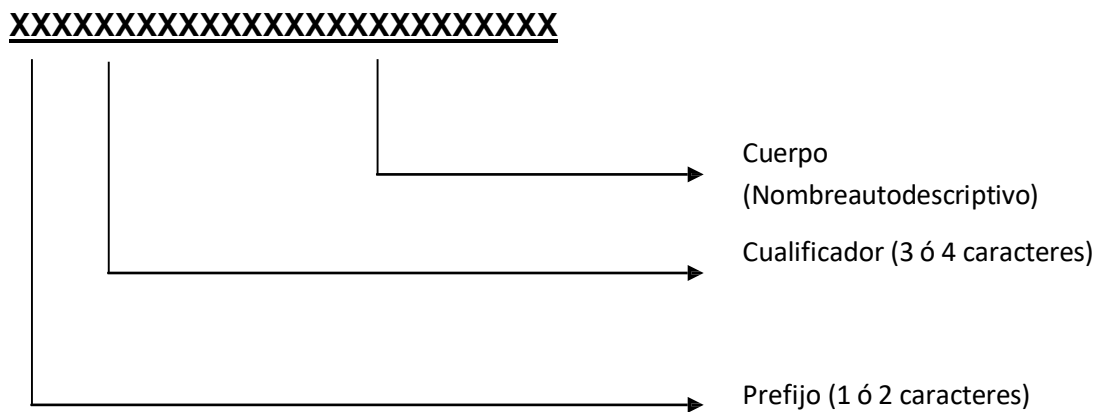 XXXXXXXXXXXXXXXXXXXXXXXXXX
Cuerpo
(Nombreautodescriptivo)
Cualificador (3 ó 4 caracteres)
Prefijo (1 ó 2 caracteres)